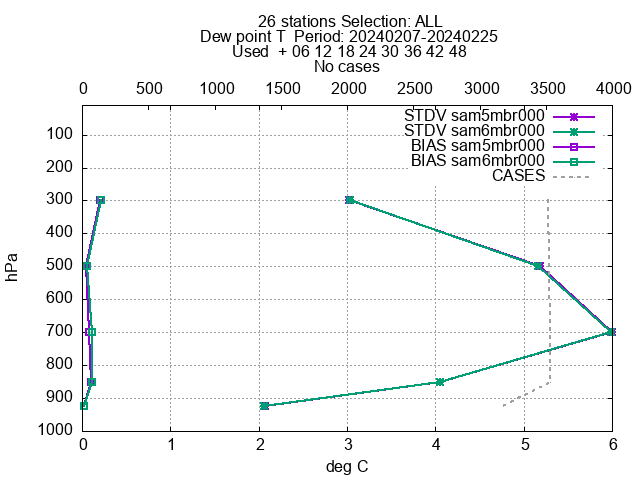 26 stations Selection: ALL
Dew point T  Period: 20240207-20240225
Used  + 06 12 18 24 30 36 42 48
No cases
0 500 1000 1500 2000 2500 3000 3500 4000
STDV sam5mbr000
STDV sam6mbr000
BIAS sam5mbr000
BIAS sam6mbr000
CASES
100
200
300
400
500
600
700
800
900
1000
hPa
0 1 2 3 4 5 6
deg C